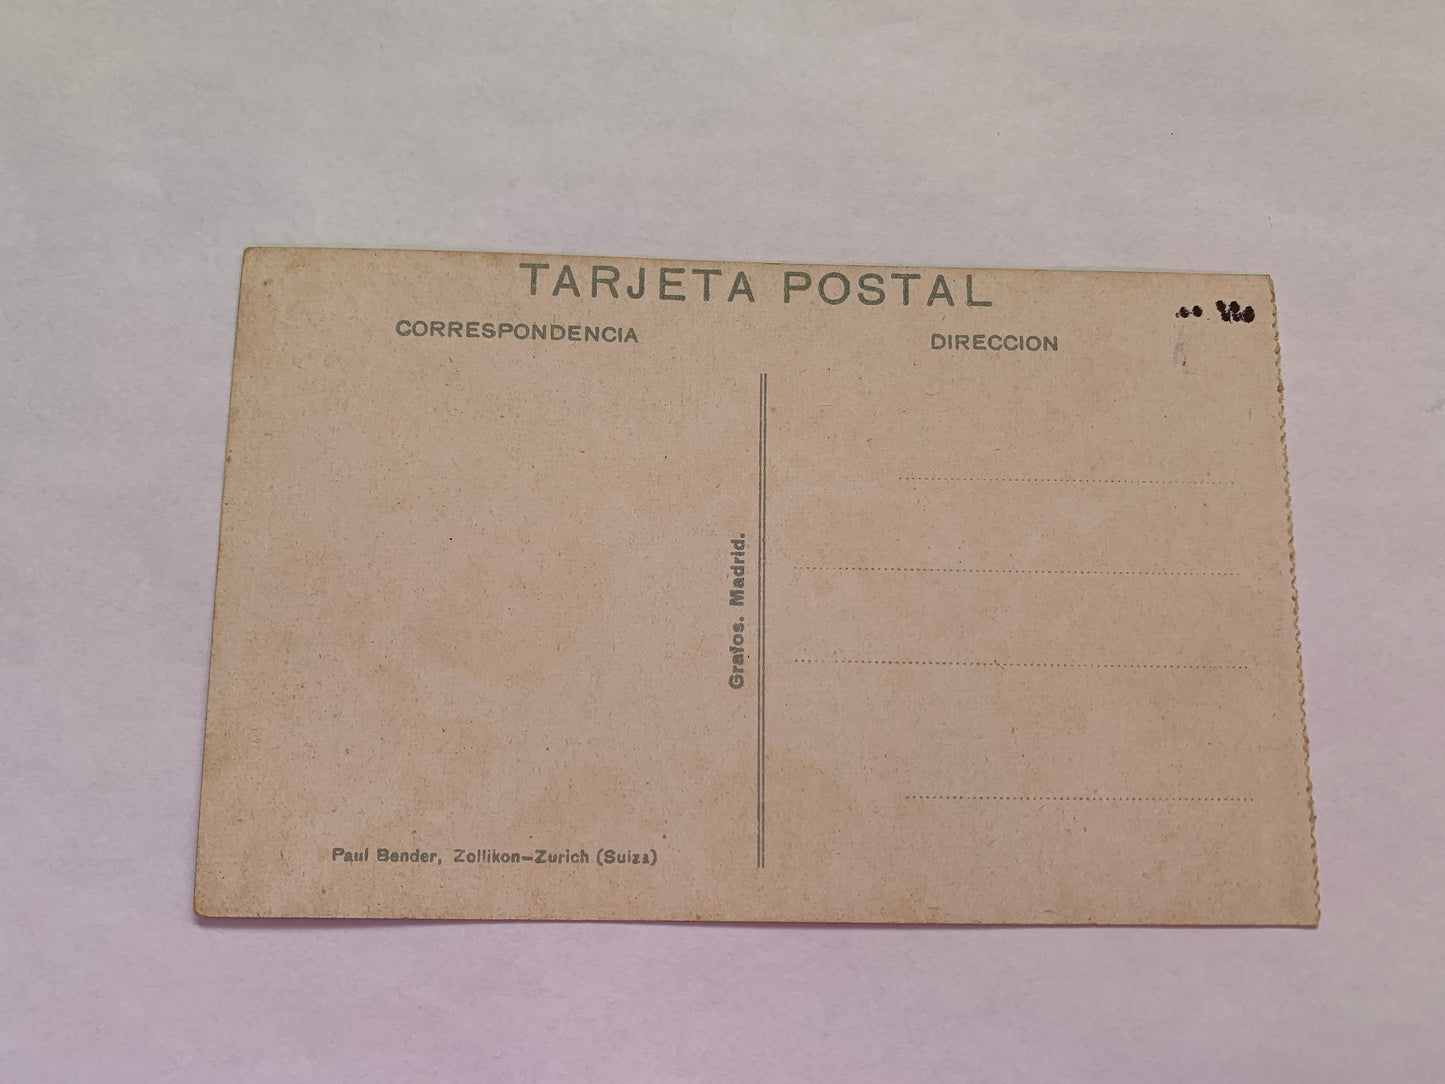 TARJETA POSTAL
CORRESPONDENCIA
DIRECCION
Grafos. Madrid.
Paul Bender, Zollikon-Zurich (Suiza)